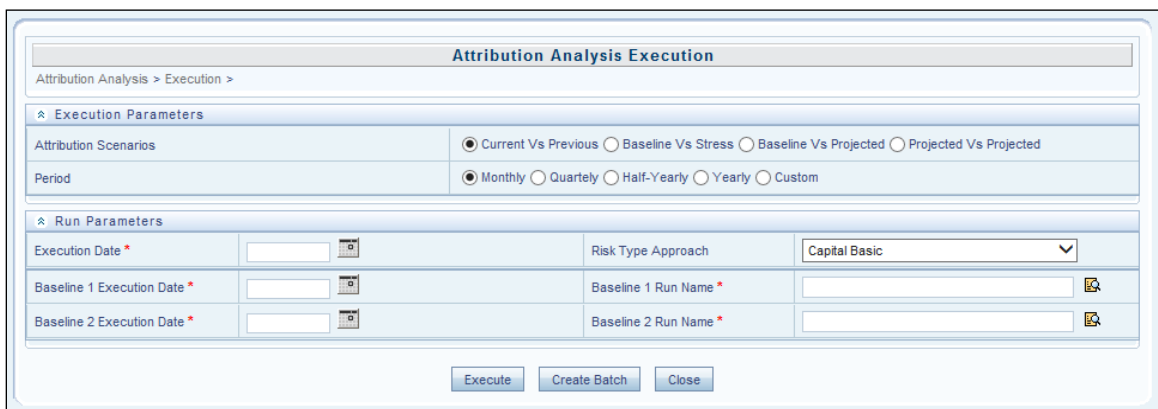 Attribution Analysis Execution
Attribution Analysis > Execution >
Execution Parameters
Attribution Scenarios Current Vs Previous Baseline Vs Stress Baseline Vs Projected Projected Vs Projected
Period Monthly Quartely Half-Yearly Yearly Custom
Run Parameters
Execution Date * Risk Type Approach Capital Basic
Baseline 1 Execution Date * Baseline 1 Run Name *
Baseline 2 Execution Date * Baseline 2 Run Name *
Execute Create Batch Close